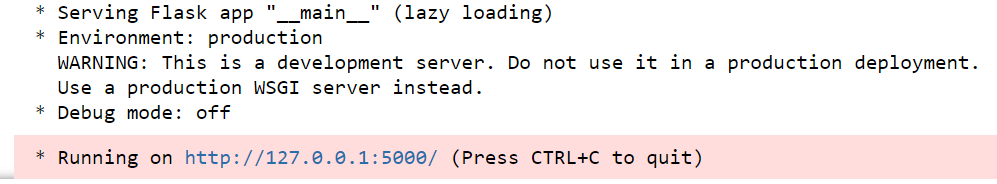 * Serving Flask app "__main__" (lazy loading)
* Environment: production
WARNING: This is a development server. Do not use it in a production deployment.
Use a production WSGI server instead.
* Debug mode: off
* Running on http://127.0.0.1:5000/ (Press CTRL+C to quit)